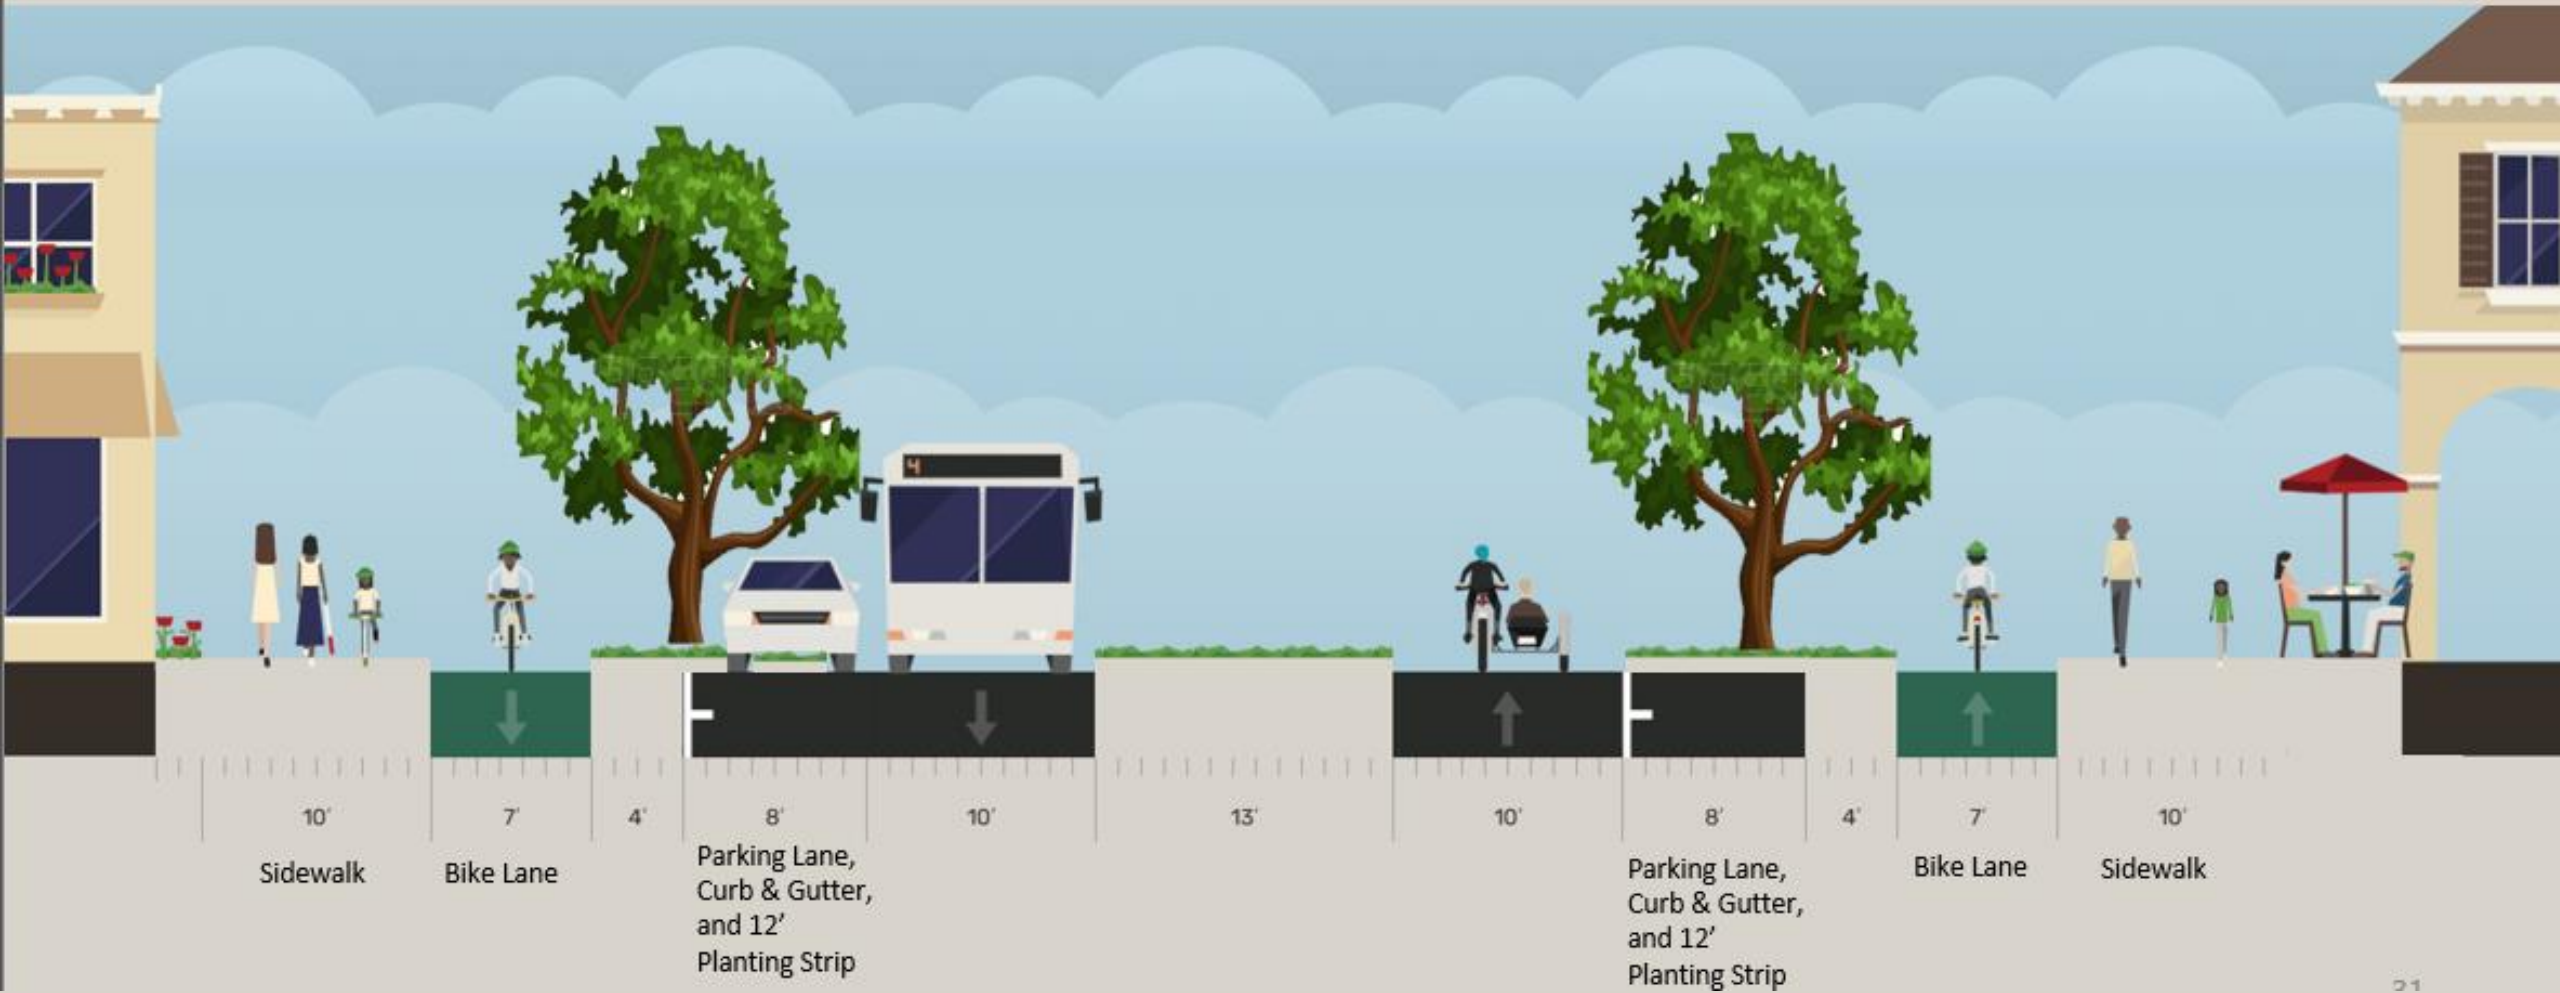 4
10' 7' 4' 8' 10' 13' 10' 8' 4' 7' 10'
Sidewalk
Bike Lane
Parking Lane,
Curb & Gutter,
and 12’
Planting Strip
Parking Lane,
Curb & Gutter,
and 12’
Planting Strip
Bike Lane
Sidewalk
21